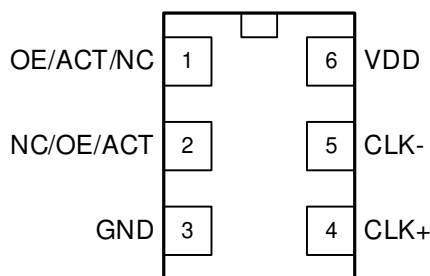 OE/ACT/NC 1 6 VDD
NC/OE/ACT 2 5 CLK-
GND 3 4 CLK+